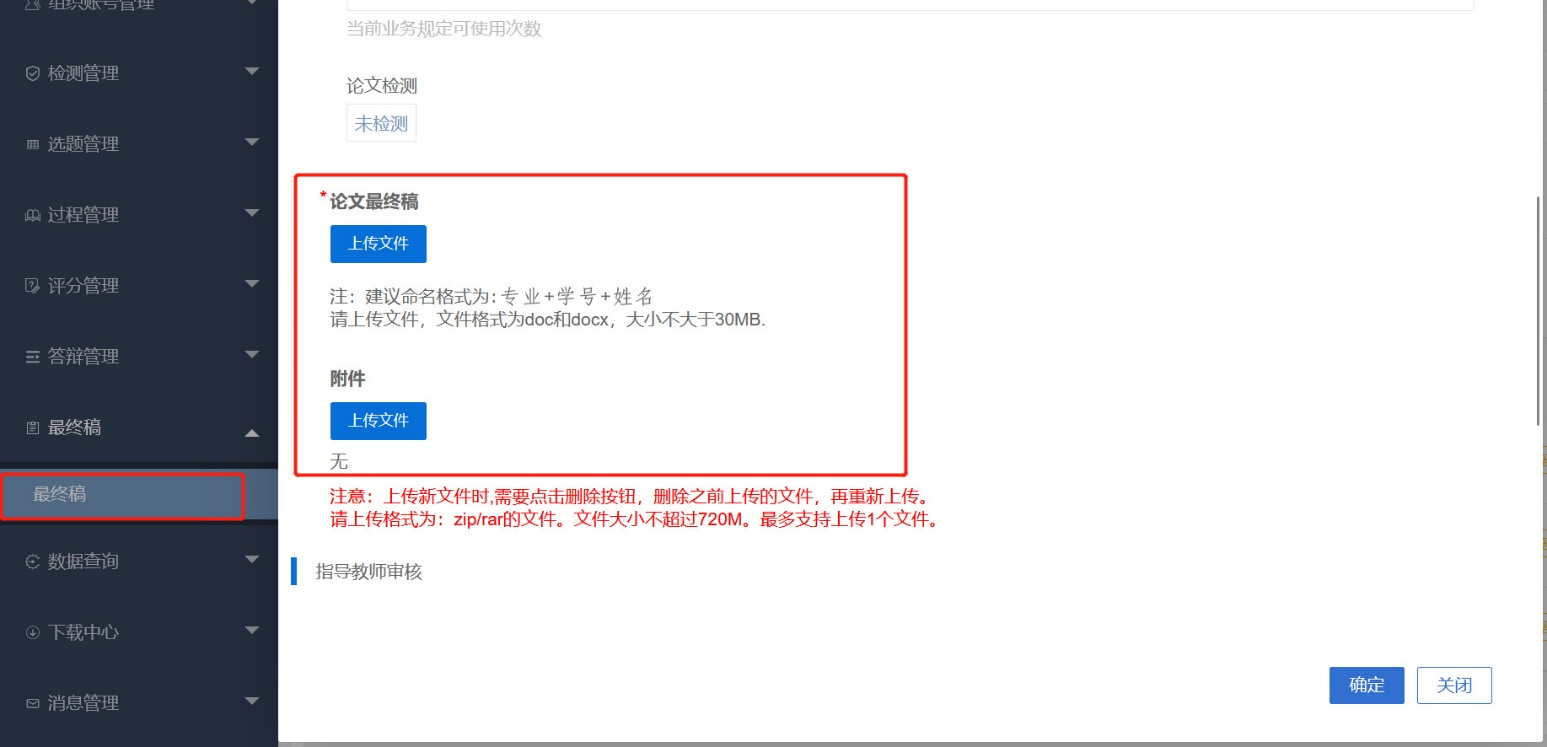 组织账号管理
检测管理
选题管理
过程管理
评分管理
答辩管理
最终稿
最终稿
数据查询
下载中心
消息管理
当前业务规定可使用次数
论文检测
未检测
*论文最终稿
上传文件
注：建议命名格式为:专业+学号+姓名
请上传文件，文件格式为doc和docx，大小不大于30MB.
附件
上传文件
无
注意：上传新文件时,需要点击删除按钮，删除之前上传的文件，再重新上传。
请上传格式为：zip/rar的文件。文件大小不超过720M。最多支持上传1个文件。
指导教师审核
确定
关闭